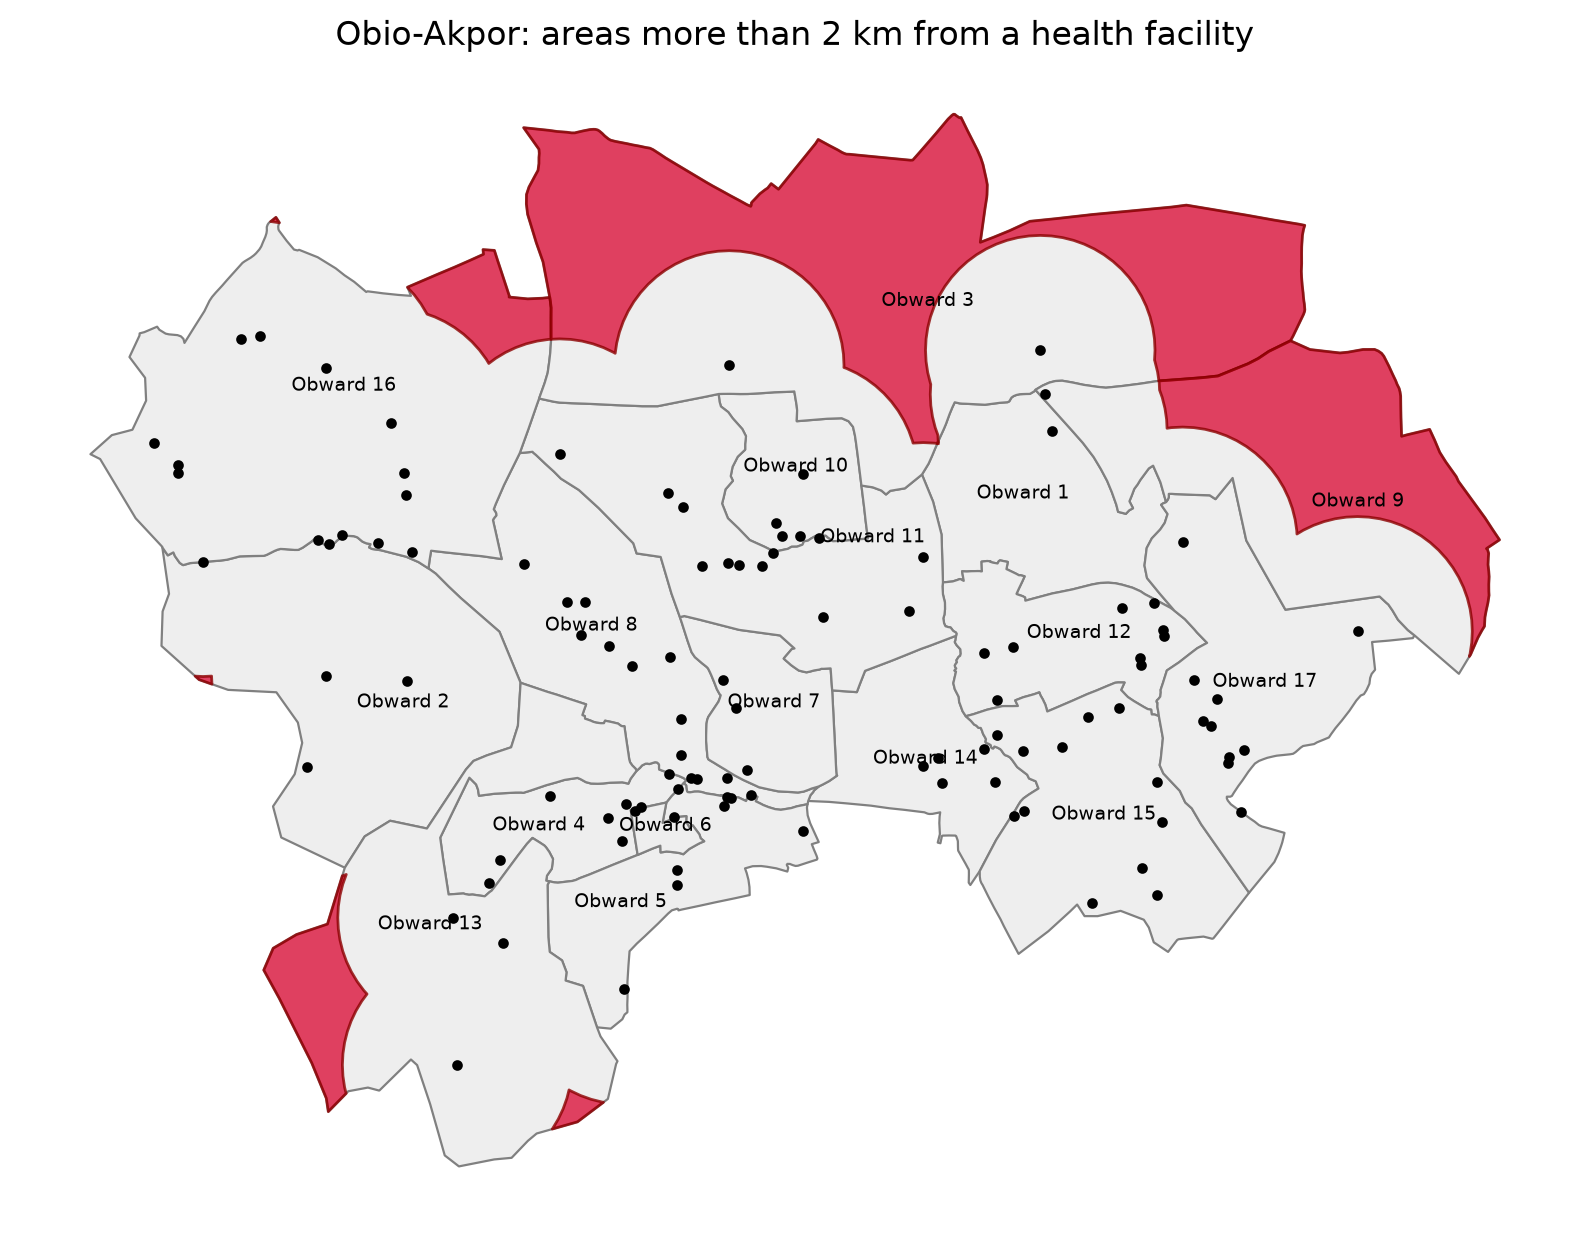 Obio-Akpor: areas more than 2 km from a health facility
Obward 3
Obward 16
Obward 10
Obward 1
Obward 9
Obward 11
Obward 8
Obward 12
Obward 2
Obward 7
Obward 17
Obward 14
Obward 4
Obward 6
Obward 15
Obward 5
Obward 13